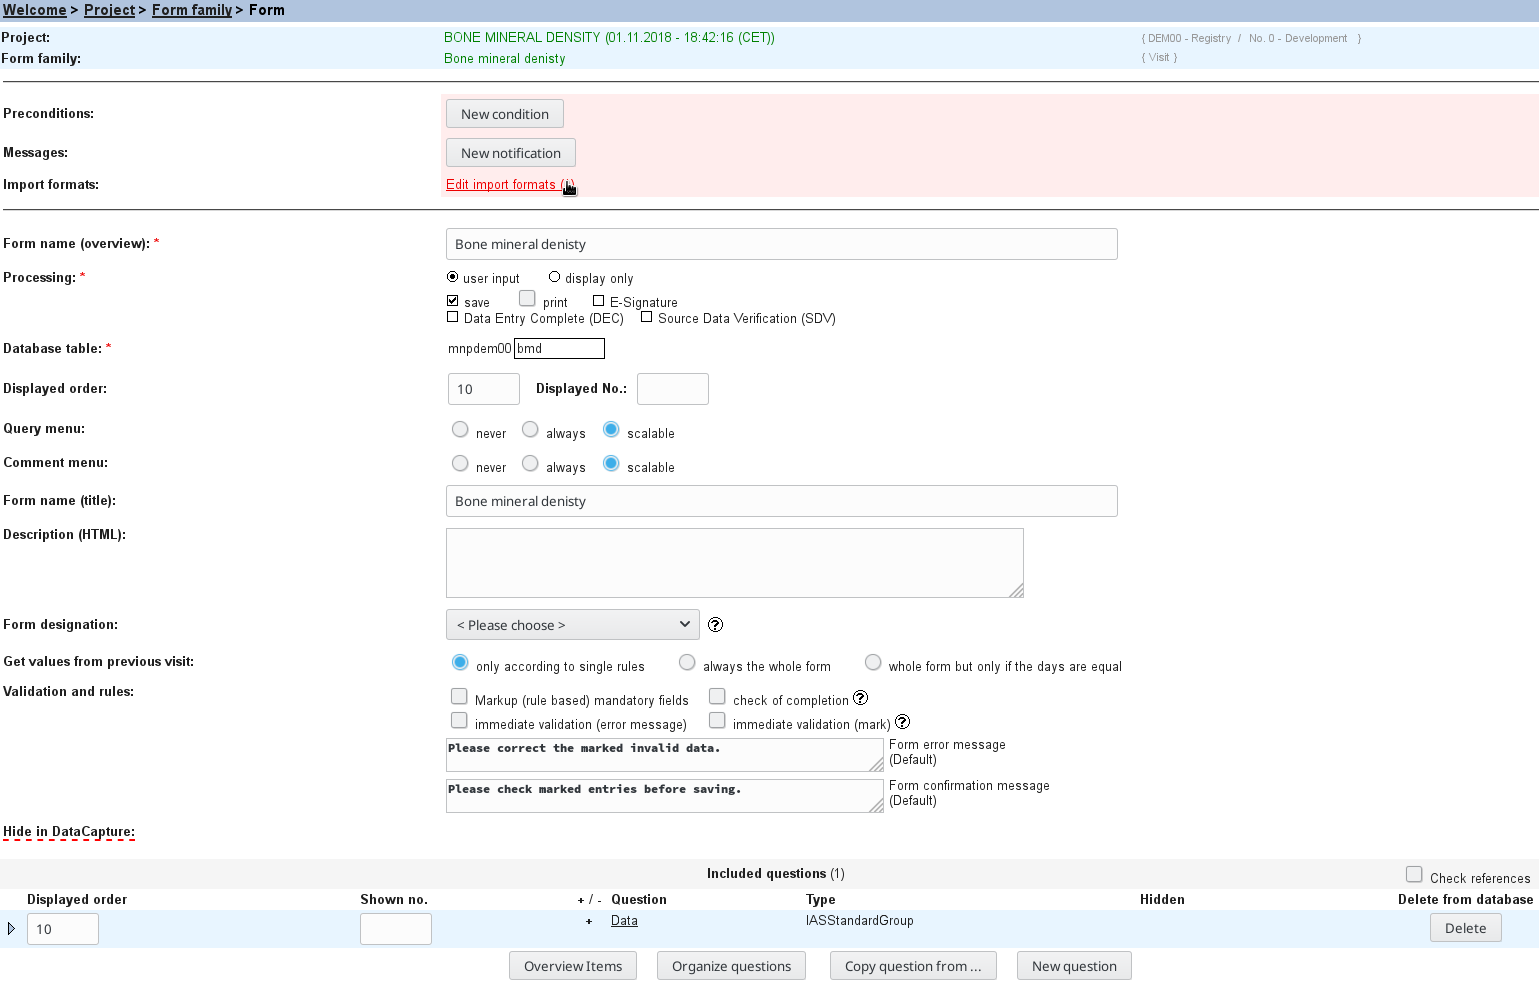 Welcome > Project > Form family > Form
Project: BONE MINERAL DENSITY (01.11.2018 - 18:42:16 (CET)) { DEM00 - Registry / No. 0 - Development }
Form family: Bone mineral denisty { Visit }
Preconditions: New condition
Messages: New notification
Import formats: Edit import formats
Form name (overview): * Bone mineral denisty
Processing: * user input display only
save print E-Signature
Data Entry Complete (DEC) Source Data Verification (SDV)
Database table: * mnpdem00 bmd
Displayed order: 10 Displayed No.:
Query menu: never always scalable
Comment menu: never always scalable
Form name (title): Bone mineral denisty
Description (HTML):
Form designation: < Please choose > ?
Get values from previous visit: only according to single rules always the whole form whole form but only if the days are equal
Validation and rules: Markup (rule based) mandatory fields check of completion ?
immediate validation (error message) immediate validation (mark) ?
Please correct the marked invalid data. Form error message
(Default)
Please check marked entries before saving. Form confirmation message
(Default)
Hide in DataCapture:
Included questions (1) Check references
Displayed order Shown no. + / - Question Type Hidden Delete from database
10 + Data IASStandardGroup Delete
Overview Items Organize questions Copy question from ... New question